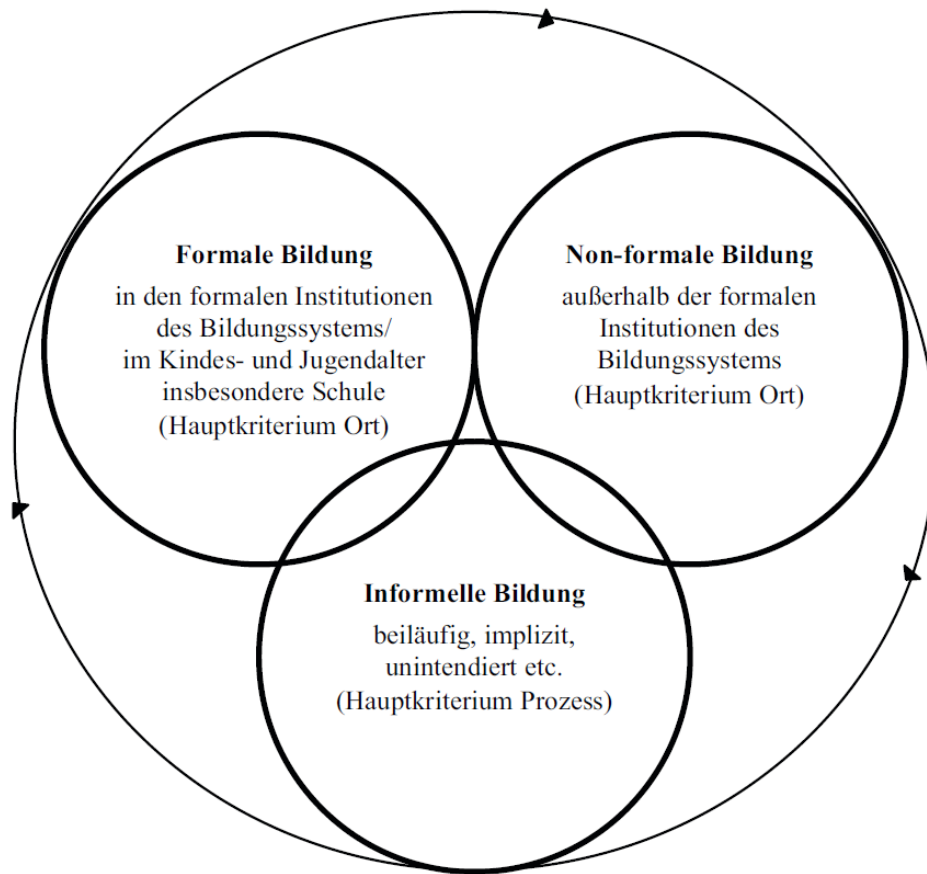 Formale Bildung
in den formalen Institutionen
des Bildungssystems/
im Kindes- und Jugendalter
insbesondere Schule
(Hauptkriterium Ort)
Non-formale Bildung
außerhalb der formalen
Institutionen des
Bildungssystems
(Hauptkriterium Ort)
Informelle Bildung
beiläufig, implizit,
unintendiert etc.
(Hauptkriterium Prozess)